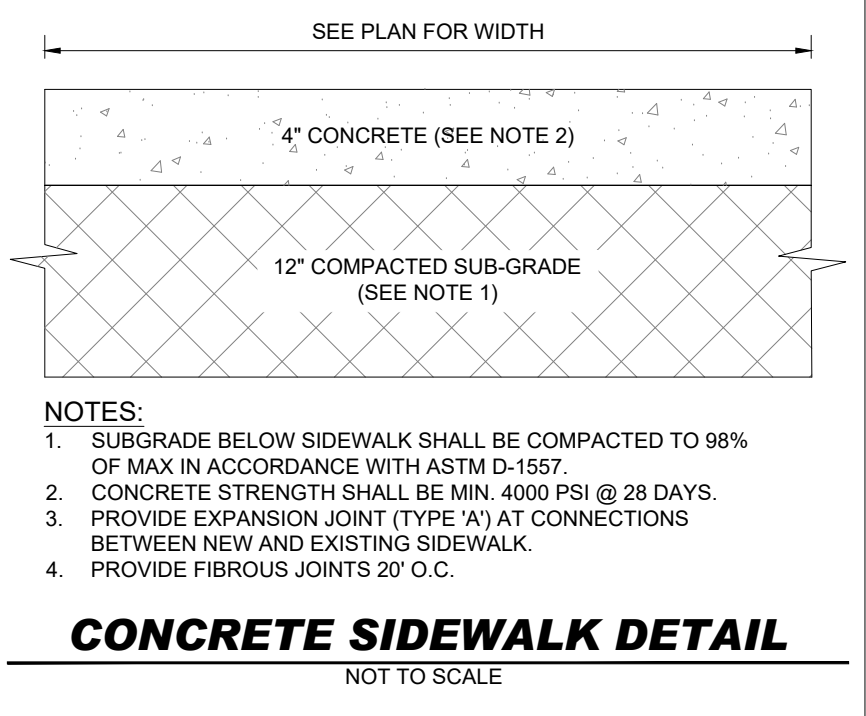 SEE PLAN FOR WIDTH
4" CONCRETE (SEE NOTE 2)
12" COMPACTED SUB-GRADE
(SEE NOTE 1)
NOTES:
1. SUBGRADE BELOW SIDEWALK SHALL BE COMPACTED TO 98%
OF MAX IN ACCORDANCE WITH ASTM D-1557.
2. CONCRETE STRENGTH SHALL BE MIN. 4000 PSI @ 28 DAYS.
3. PROVIDE EXPANSION JOINT (TYPE 'A') AT CONNECTIONS
BETWEEN NEW AND EXISTING SIDEWALK.
4. PROVIDE FIBROUS JOINTS 20' O.C.
CONCRETE SIDEWALK DETAIL
NOT TO SCALE